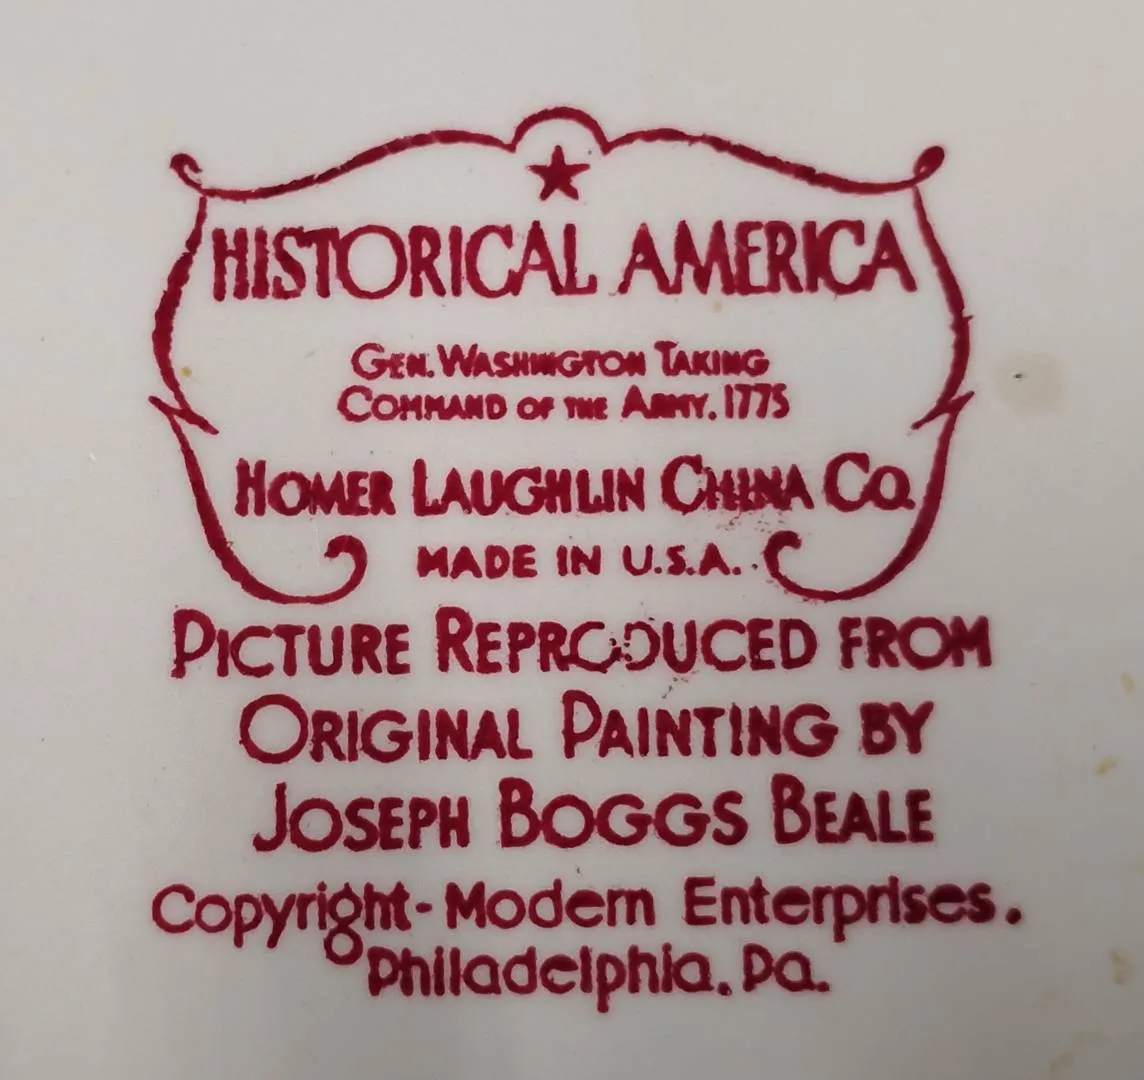 HISTORICAL AMERICA
GEN. WASHINGTON TAKING
COMMAND OF THE ARMY. 1775
HOMER LAUGHLIN CHINA CO.
MADE IN U.S.A.
PICTURE REPRODUCED FROM
ORIGINAL PAINTING BY
JOSEPH BOGGS BEALE
Copyright - Modern Enterprises.
Philadelphia. Pa.